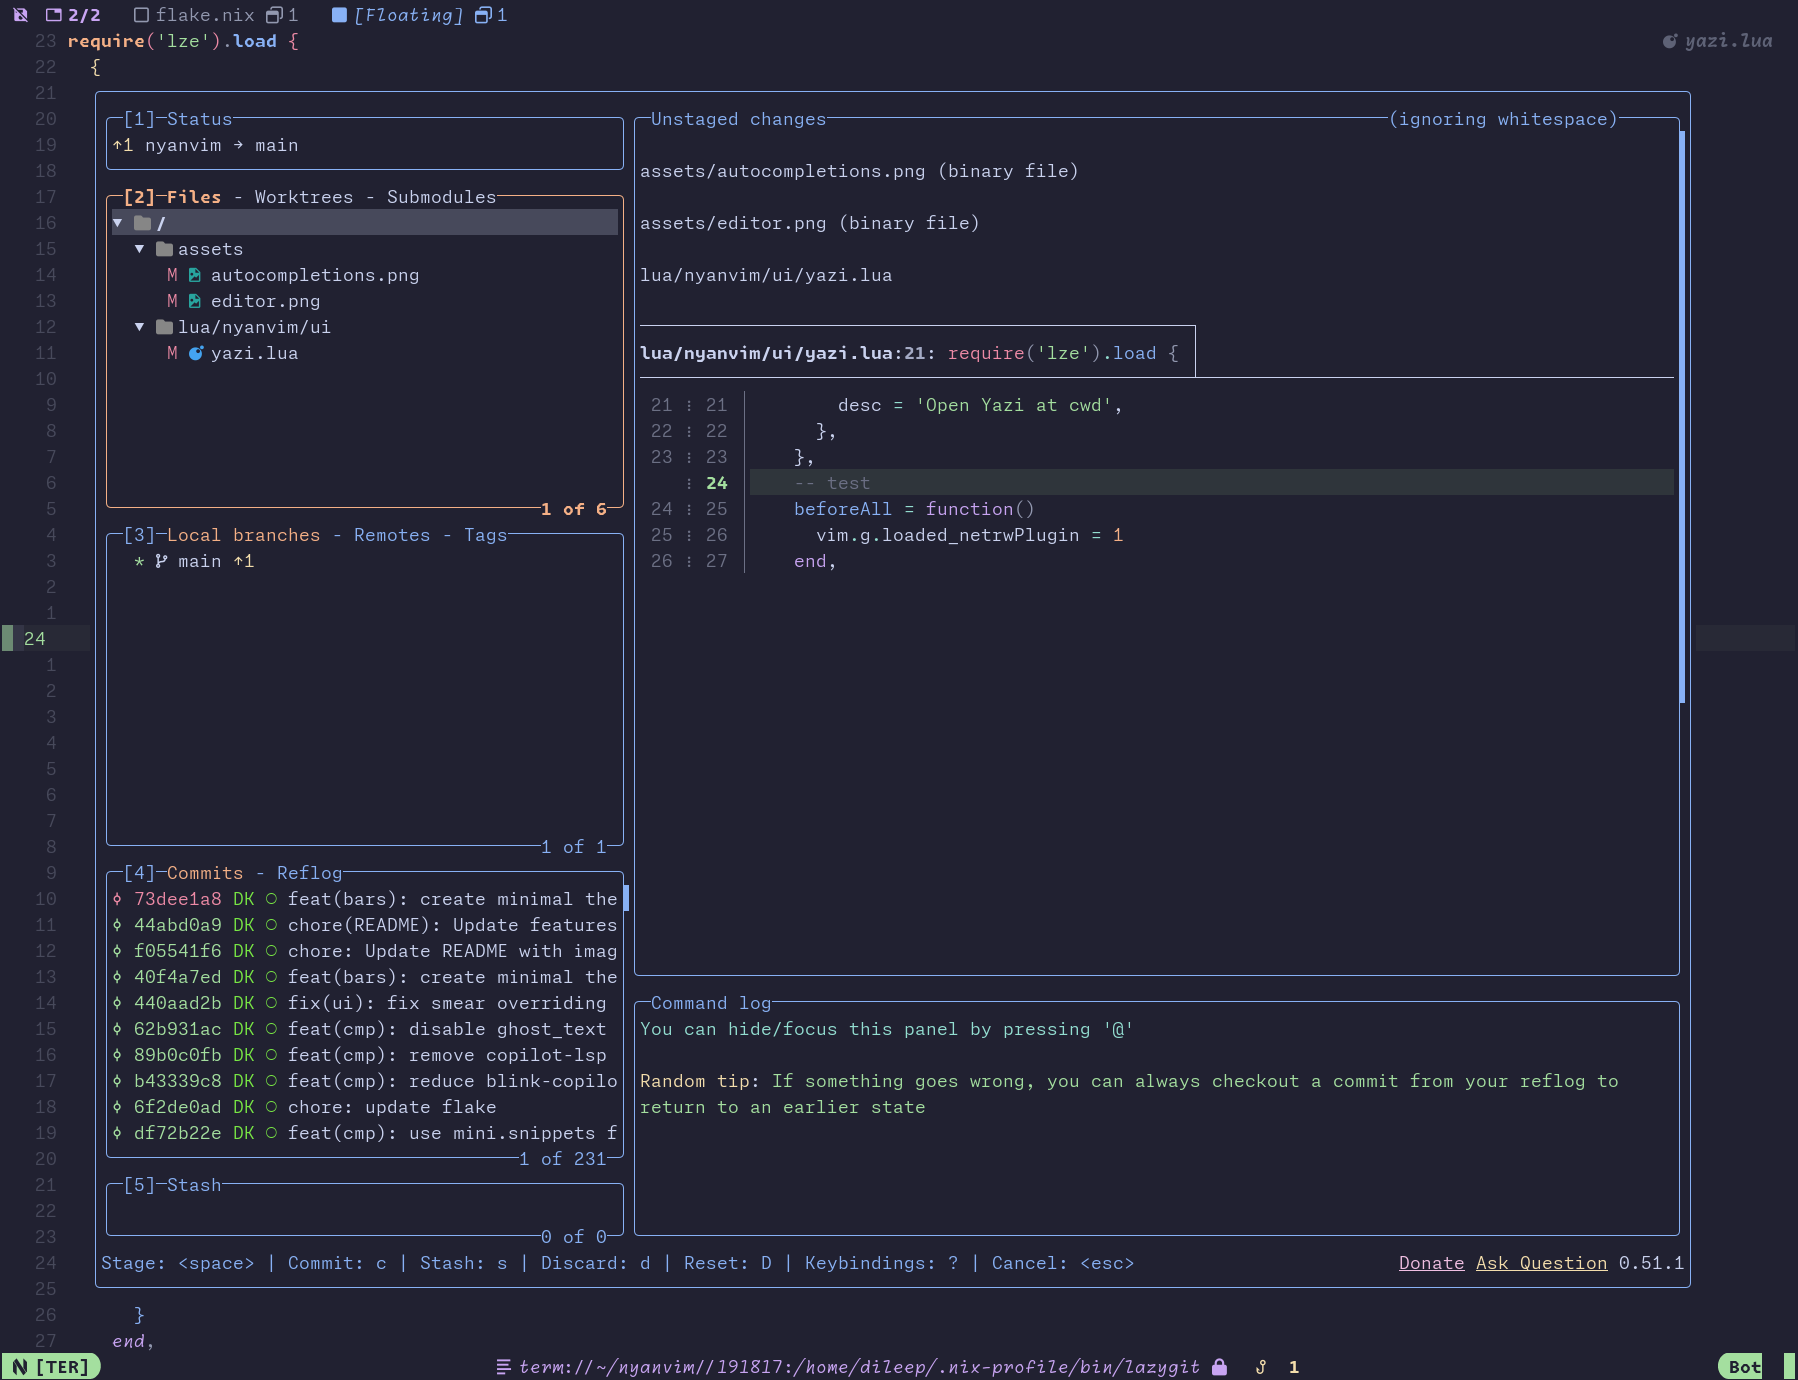 2/2 flake.nix 1 [Floating] 1
23 require('lze').load {
yazi.lua
22 {
21
20 [1]─Status
19 ↑1 nyanvim → main
18
17 [2]─Files - Worktrees - Submodules
16 ▼ /
15 ▼ assets
14 M autocompletions.png
13 M editor.png
12 ▼ lua/nyanvim/ui
11 M yazi.lua
10
9
8
7
6
5 1 of 6
4 [3]─Local branches - Remotes - Tags
3 * main ↑1
2
1
24
1
2
3
4
5
6
7
8 1 of 1
9 [4]─Commits - Reflog
10 73dee1a8 DK ○ feat(bars): create minimal the
11 44abd0a9 DK ○ chore(README): Update features
12 f05541f6 DK ○ chore: Update README with imag
13 40f4a7ed DK ○ feat(bars): create minimal the
14 440aad2b DK ○ fix(ui): fix smear overriding
15 62b931ac DK ○ feat(cmp): disable ghost_text
16 89b0c0fb DK ○ feat(cmp): remove copilot-lsp
17 b43339c8 DK ○ feat(cmp): reduce blink-copilo
18 6f2de0ad DK ○ chore: update flake
19 df72b22e DK ○ feat(cmp): use mini.snippets f
20 1 of 231
21 [5]─Stash
22
23 0 of 0
Unstaged changes (ignoring whitespace)
assets/autocompletions.png (binary file)
assets/editor.png (binary file)
lua/nyanvim/ui/yazi.lua
lua/nyanvim/ui/yazi.lua:21: require('lze').load {
21 ⋮ 21 desc = 'Open Yazi at cwd',
22 ⋮ 22 },
23 ⋮ 23 },
⋮ 24 -- test
24 ⋮ 25 beforeAll = function()
25 ⋮ 26 vim.g.loaded_netrwPlugin = 1
26 ⋮ 27 end,
Command log
You can hide/focus this panel by pressing '@'
Random tip: If something goes wrong, you can always checkout a commit from your reflog to
return to an earlier state
24 Stage: <space> | Commit: c | Stash: s | Discard: d | Reset: D | Keybindings: ? | Cancel: <esc> Donate Ask Question 0.51.1
25
26 }
27 end,
[TER] term://~/nyanvim//191817:/home/dileep/.nix-profile/bin/lazygit 1 Bot